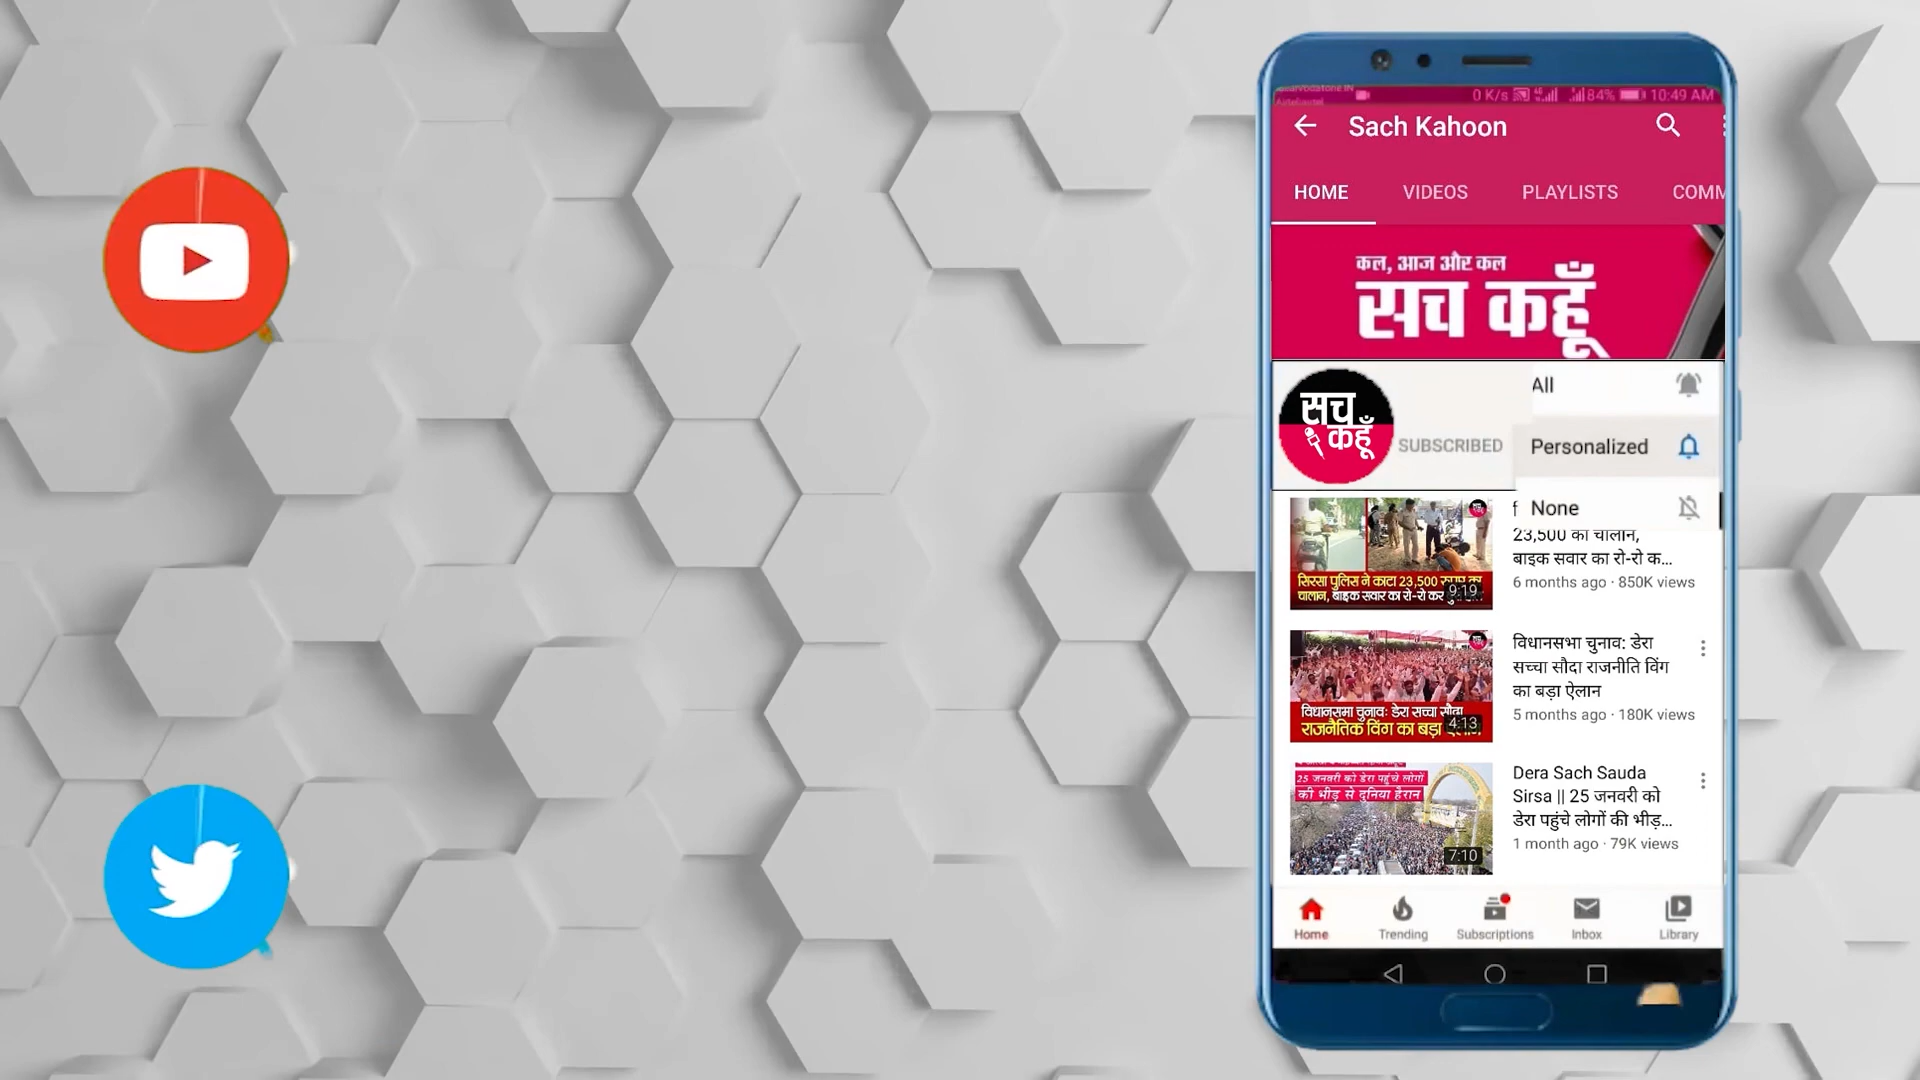 0 K/s 84% 10:49 AM
Sach Kahoon
HOME VIDEOS PLAYLISTS COMM
कल, आज और कल
सच कहूँ
सच
कहूँ
SUBSCRIBED
All
Personalized
None
23,500 का चालान,
बाइक सवार का रो-रो क...
6 months ago · 850K views
सिरसा पुलिस ने काटा 23,500
चालान, बाइक सवार का रो-रो कर
9:19
विधानसभा चुनाव: डेरा
सच्चा सौदा राजनीति विंग
का बड़ा ऐलान
5 months ago · 180K views
विधानसभा चुनाव: डेरा सच्चा सौदा
राजनैतिक विंग का बड़ा
4:13
25 जनवरी को डेरा पहुंचे लोगों
की भीड़ से दुनिया हैरान
7:10
Dera Sach Sauda
Sirsa || 25 जनवरी को
डेरा पहुंचे लोगों की भीड़...
1 month ago · 79K views
Home Trending Subscriptions Inbox Library